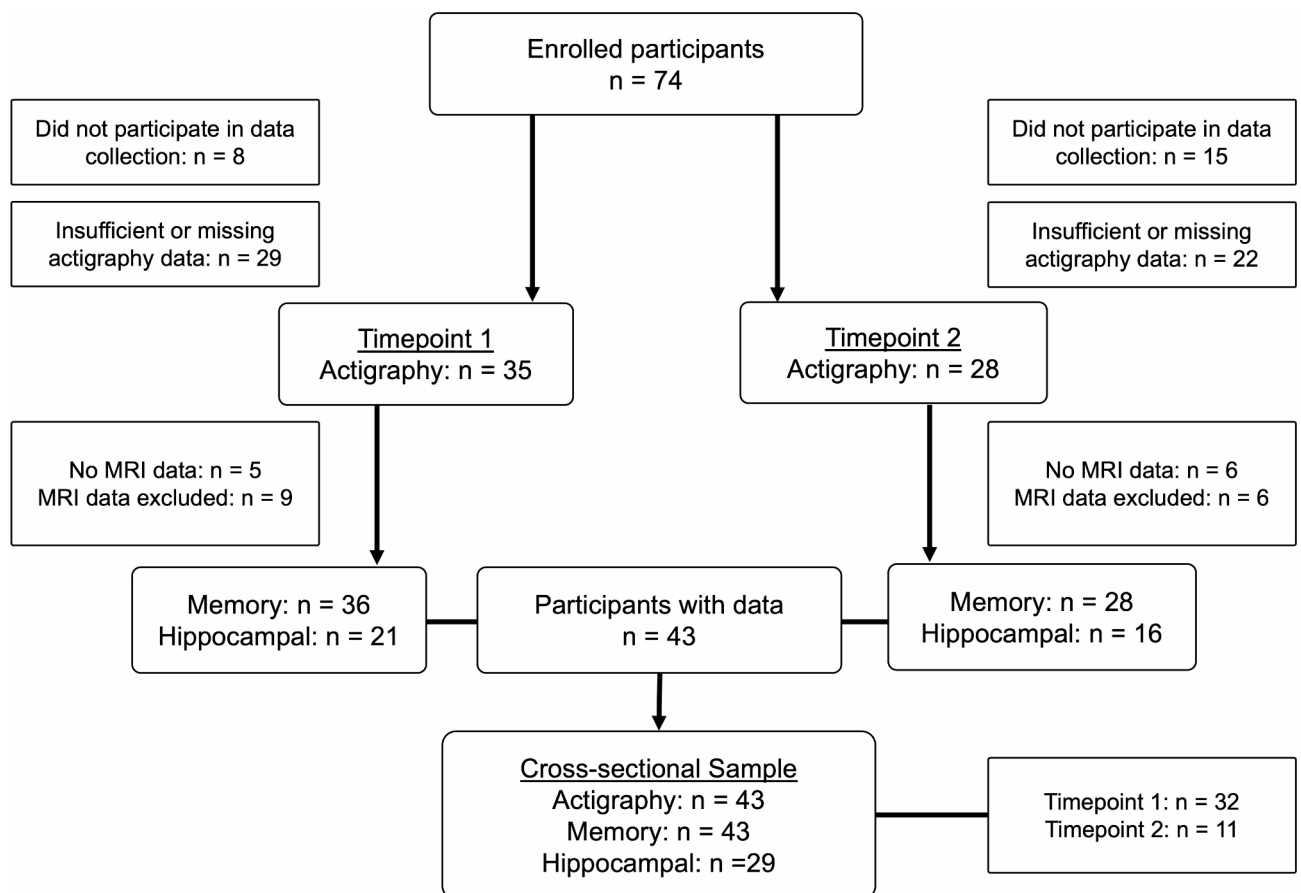 Enrolled participants
n = 74
Did not participate in data
collection: n = 8
Did not participate in data
collection: n = 15
Insufficient or missing
actigraphy data: n = 29
Insufficient or missing
actigraphy data: n = 22
Timepoint 1
Actigraphy: n = 35
Timepoint 2
Actigraphy: n = 28
No MRI data: n = 5
MRI data excluded: n = 9
No MRI data: n = 6
MRI data excluded: n = 6
Memory: n = 36
Hippocampal: n = 21
Participants with data
n = 43
Memory: n = 28
Hippocampal: n = 16
Cross-sectional Sample
Actigraphy: n = 43
Memory: n = 43
Hippocampal: n =29
Timepoint 1: n = 32
Timepoint 2: n = 11